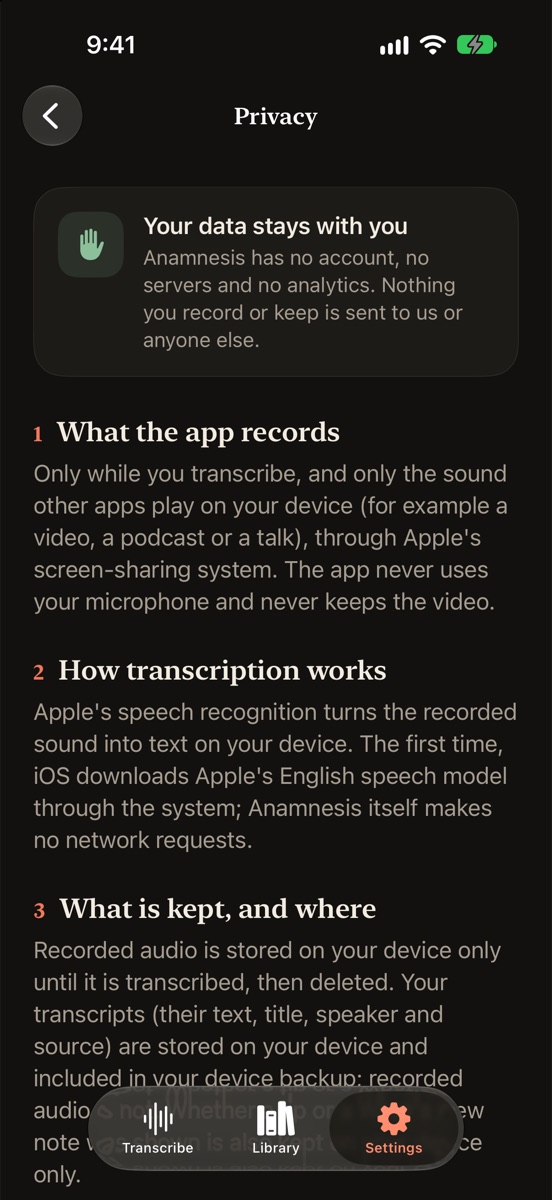 9:41
Privacy
Your data stays with you
Anamnesis has no account, no
servers and no analytics. Nothing
you record or keep is sent to us or
anyone else.
1 What the app records
Only while you transcribe, and only the sound
other apps play on your device (for example a
video, a podcast or a talk), through Apple's
screen-sharing system. The app never uses
your microphone and never keeps the video.
2 How transcription works
Apple's speech recognition turns the recorded
sound into text on your device. The first time,
iOS downloads Apple's English speech model
through the system; Anamnesis itself makes
no network requests.
3 What is kept, and where
Recorded audio is stored on your device only
until it is transcribed, then deleted. Your
transcripts (their text, title, speaker and
source) are stored on your device and
included in your device backup; recorded
audio
note
only.
Transcribe
Library
Settings